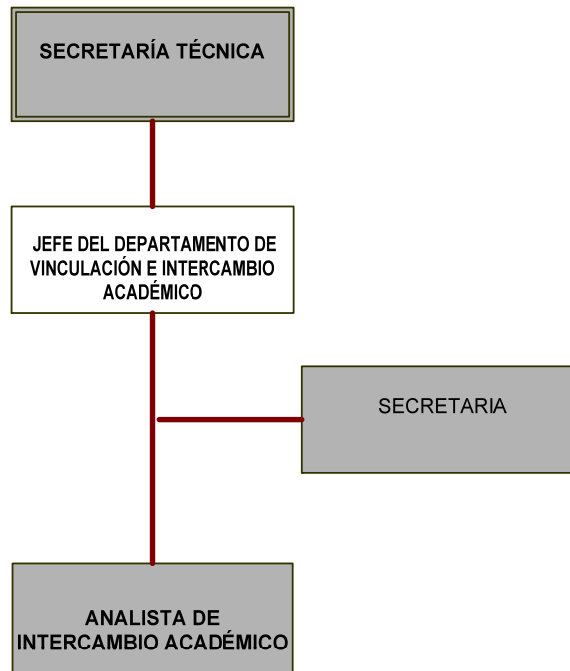 SECRETARÍA TÉCNICA
JEFE DEL DEPARTAMENTO DE
VINCULACIÓN E INTERCAMBIO
ACADÉMICO
SECRETARIA
ANALISTA DE
INTERCAMBIO ACADÉMICO